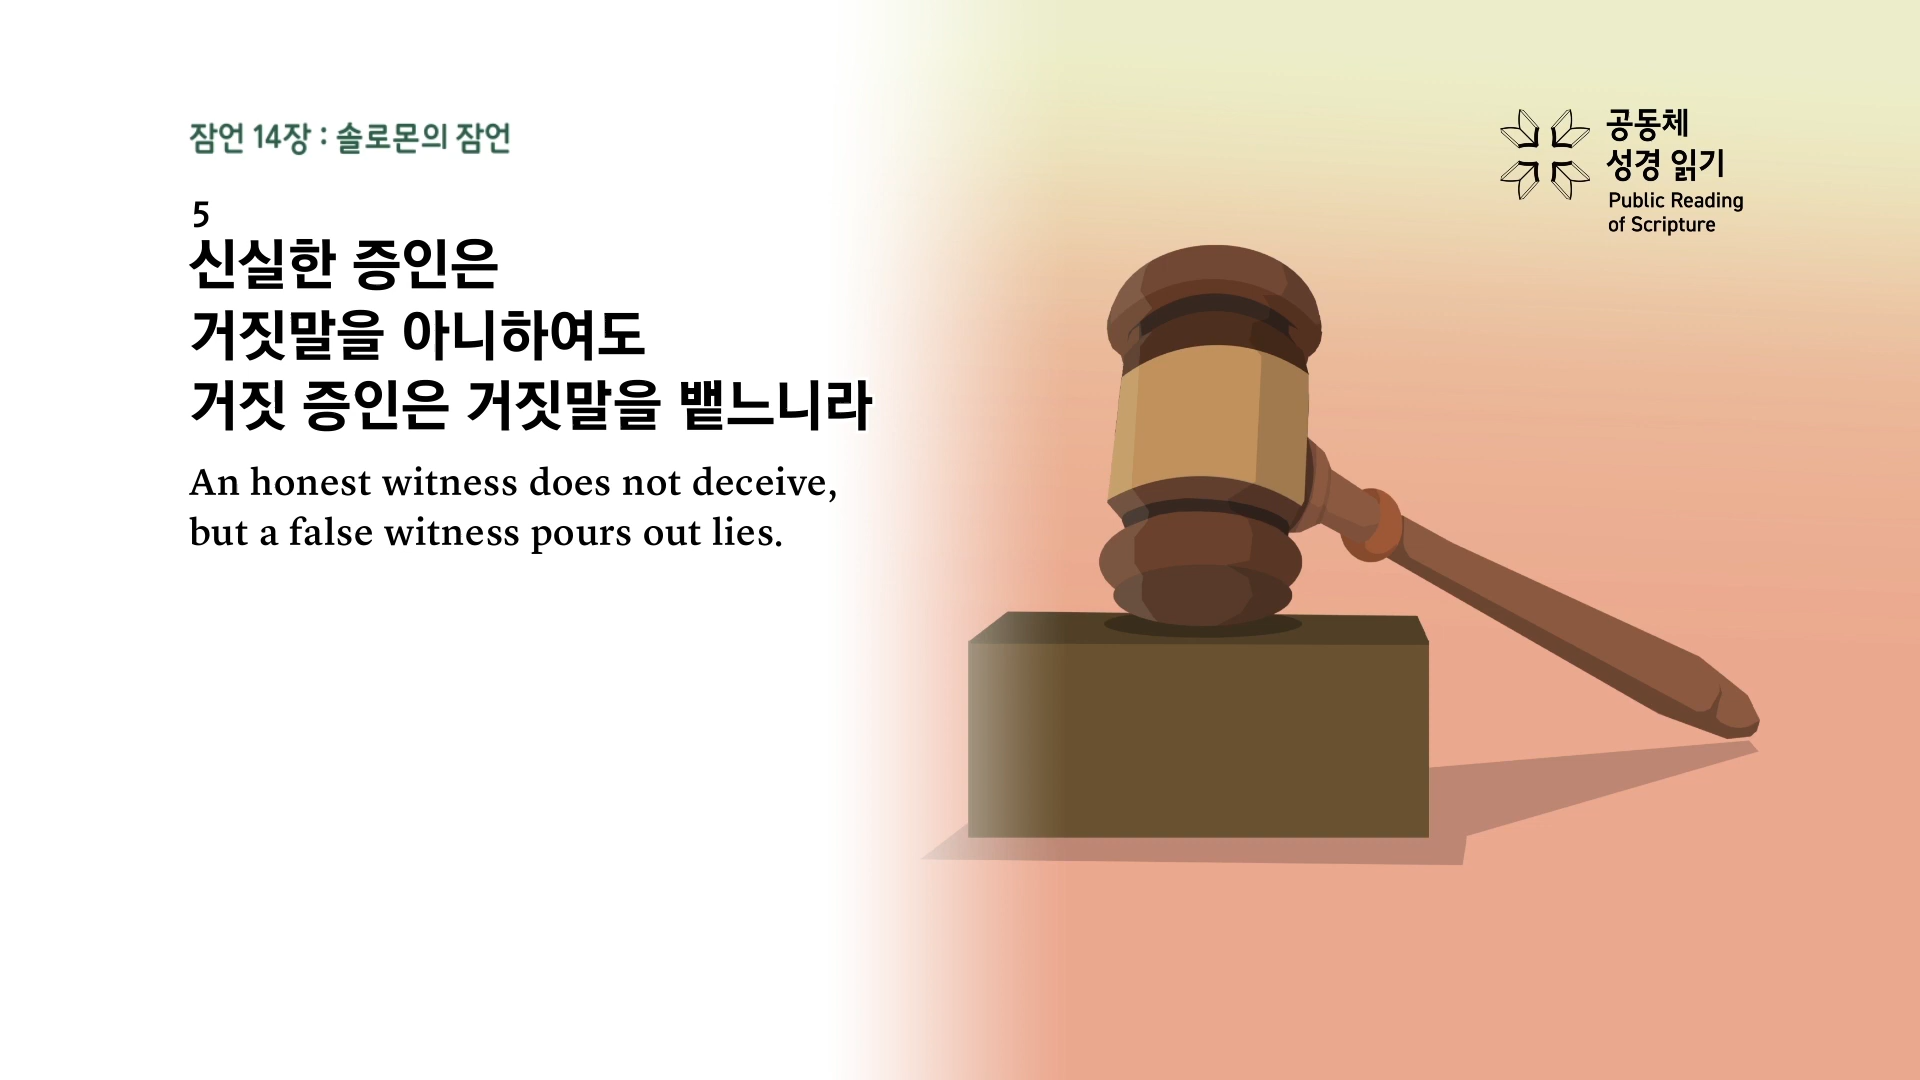 잠언 14장 : 솔로몬의 잠언
5
신실한 증인은
거짓말을 아니하여도
거짓 증인은 거짓말을 뱉느니라
An honest witness does not deceive,
but a false witness pours out lies.
공동체
성경 읽기
Public Reading
of Scripture